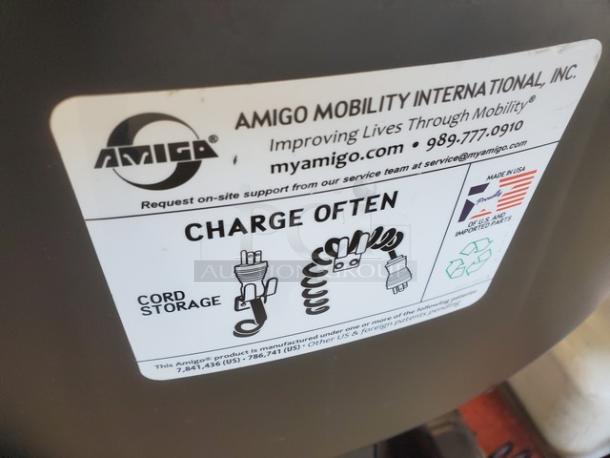 AMIGO
AMIGO MOBILITY INTERNATIONAL, INC.
Improving Lives Through Mobility®
myamigo.com • 989.777.0910
Request on-site support from our service team at service@myamigo.com
CHARGE OFTEN
CORD
STORAGE
MADE IN USA
Proudly
OF U.S. AND
IMPORTED PARTS
AUCTION GROUP
This Amigo® product is manufactured under one or more of the following patents
7,841,436 (US) • 786,741 (US) • Other US & foreign patents pending